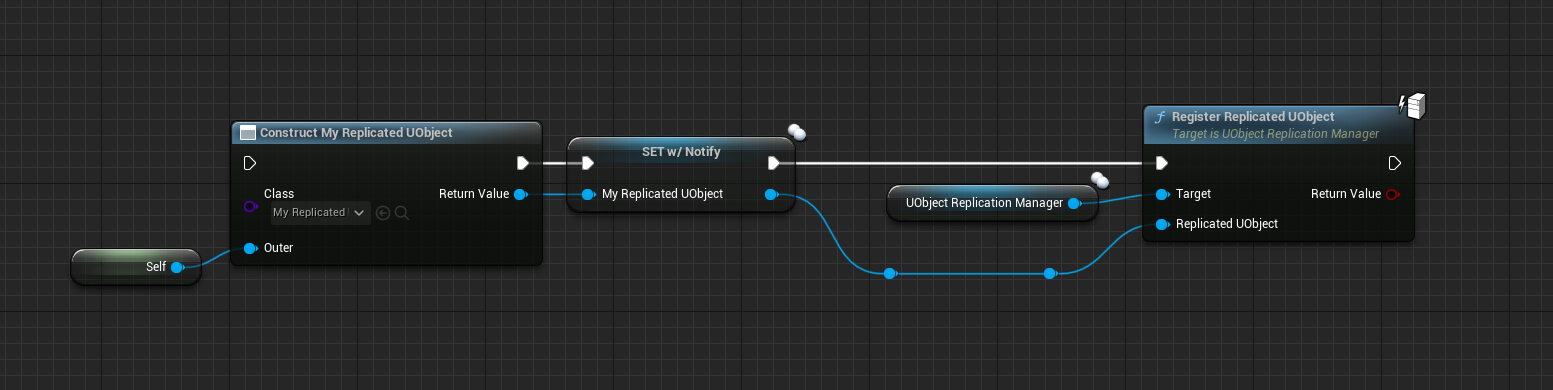 Construct My Replicated UObject
Class
Return Value
My Replicated
Outer
Self
SET w/ Notify
My Replicated UObject
UObject Replication Manager
f Register Replicated UObject
Target is UObject Replication Manager
Target
Return Value
Replicated UObject